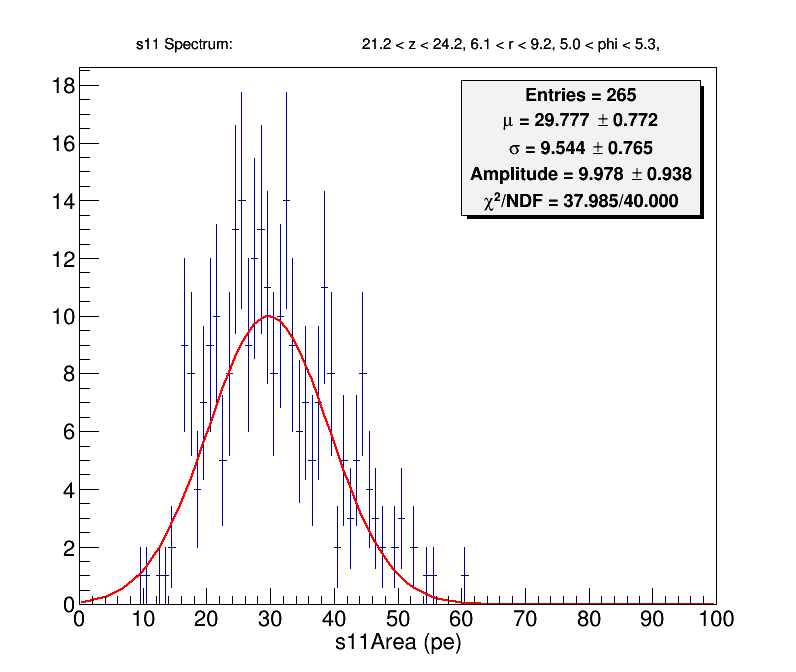 s11 Spectrum: 21.2 < z < 24.2, 6.1 < r < 9.2, 5.0 < phi < 5.3,
Entries = 265
μ = 29.777 ± 0.772
σ = 9.544 ± 0.765
Amplitude = 9.978 ± 0.938
χ²/NDF = 37.985/40.000
18
16
14
12
10
8
6
4
2
0
0 10 20 30 40 50 60 70 80 90 100
s11Area (pe)